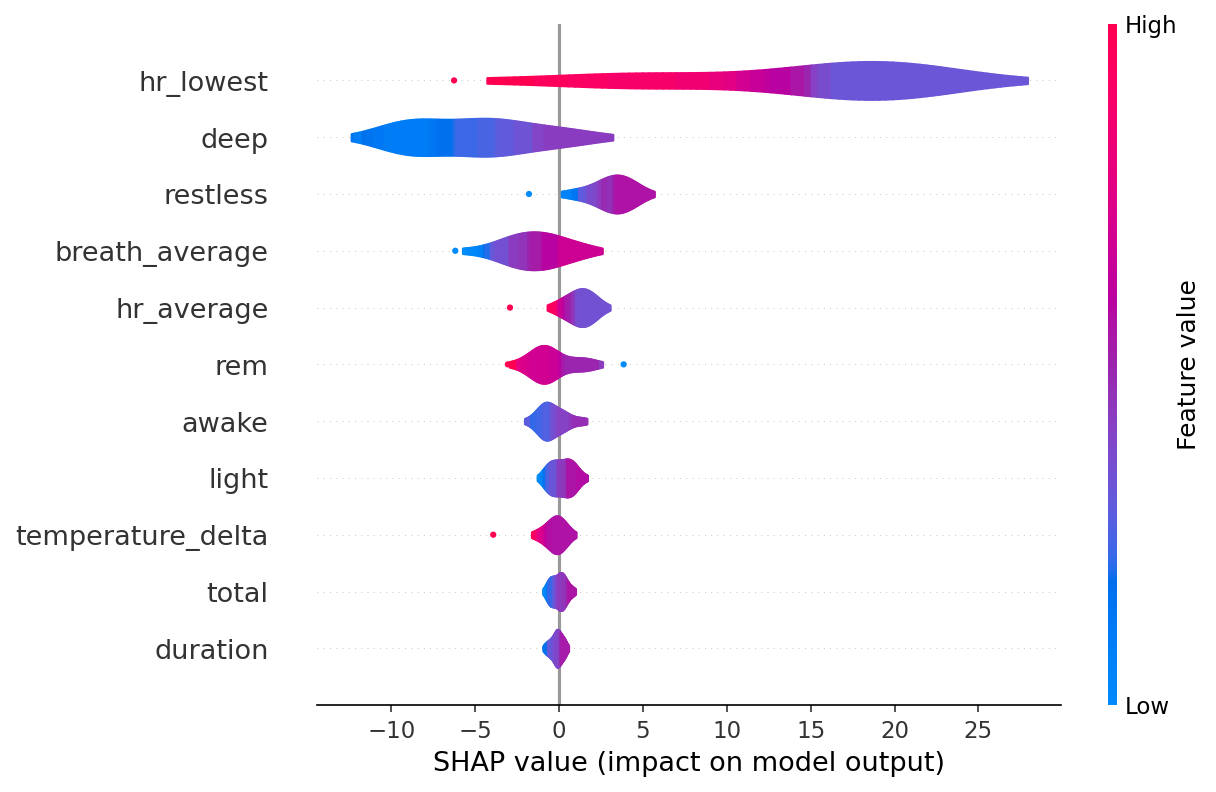 High
hr_lowest
deep
restless
breath_average
hr_average
rem
awake
light
temperature_delta
total
duration
Feature value
Low
−10 −5 0 5 10 15 20 25
SHAP value (impact on model output)